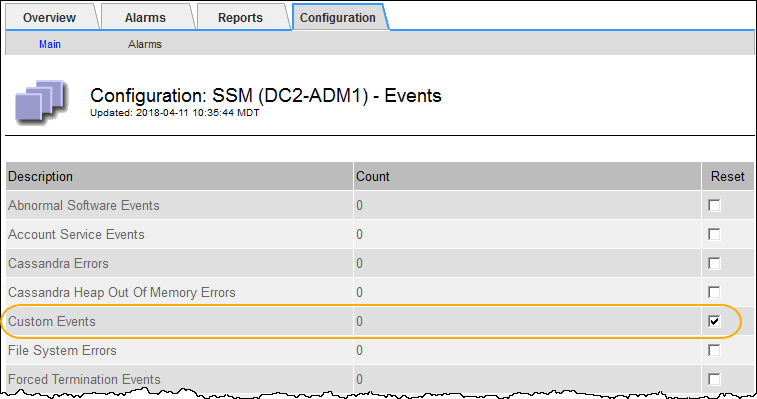 Overview Alarms Reports Configuration
Main Alarms
Configuration: SSM (DC2-ADM1) - Events
Updated: 2018-04-11 10:35:44 MDT
Description Count Reset
Abnormal Software Events 0
Account Service Events 0
Cassandra Errors 0
Cassandra Heap Out Of Memory Errors 0
Custom Events 0
File System Errors 0
Forced Termination Events 0